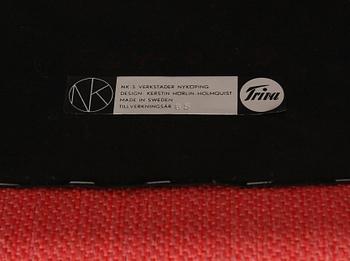 NK
NK:S VERKSTÄDER NYKÖPING
DESIGN: KERSTIN HÖRLIN-HOLMQUIST
MADE IN SWEDEN
TILLVERKNINGSÅR
Triva